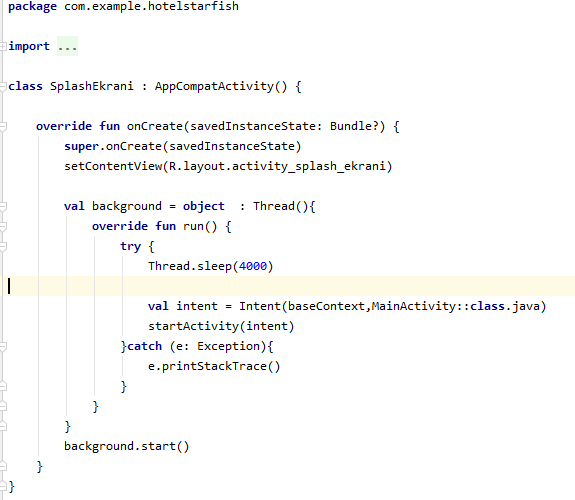 package com.example.hotelstarfish
import ...
class SplashEkrani : AppCompatActivity() {
override fun onCreate(savedInstanceState: Bundle?) {
super.onCreate(savedInstanceState)
setContentView(R.layout.activity_splash_ekrani)
val background = object  : Thread(){
override fun run() {
try {
Thread.sleep(4000)
val intent = Intent(baseContext,MainActivity::class.java)
startActivity(intent)
}catch (e: Exception){
e.printStackTrace()
}
}
}
background.start()
}
}